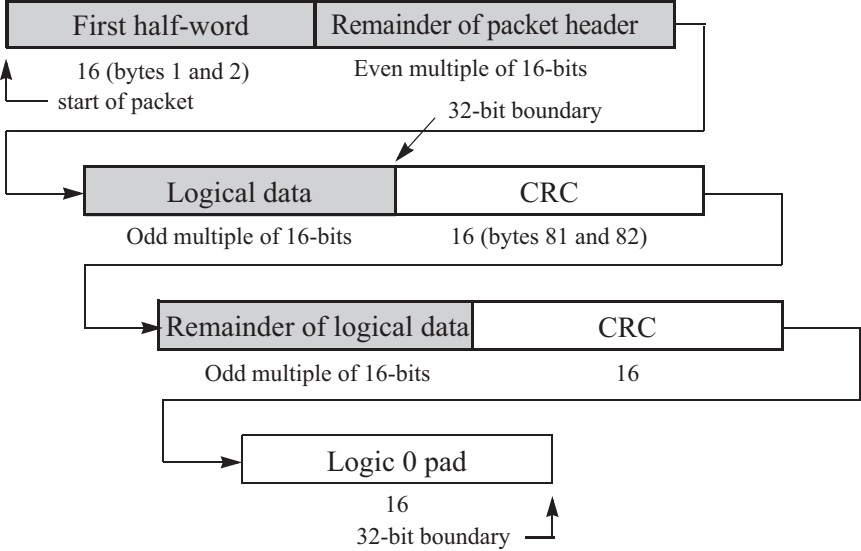 First half-word
Remainder of packet header
16 (bytes 1 and 2)
Even multiple of 16-bits
start of packet
32-bit boundary
Logical data
CRC
Odd multiple of 16-bits
16 (bytes 81 and 82)
Remainder of logical data
CRC
Odd multiple of 16-bits
16
Logic 0 pad
16
32-bit boundary